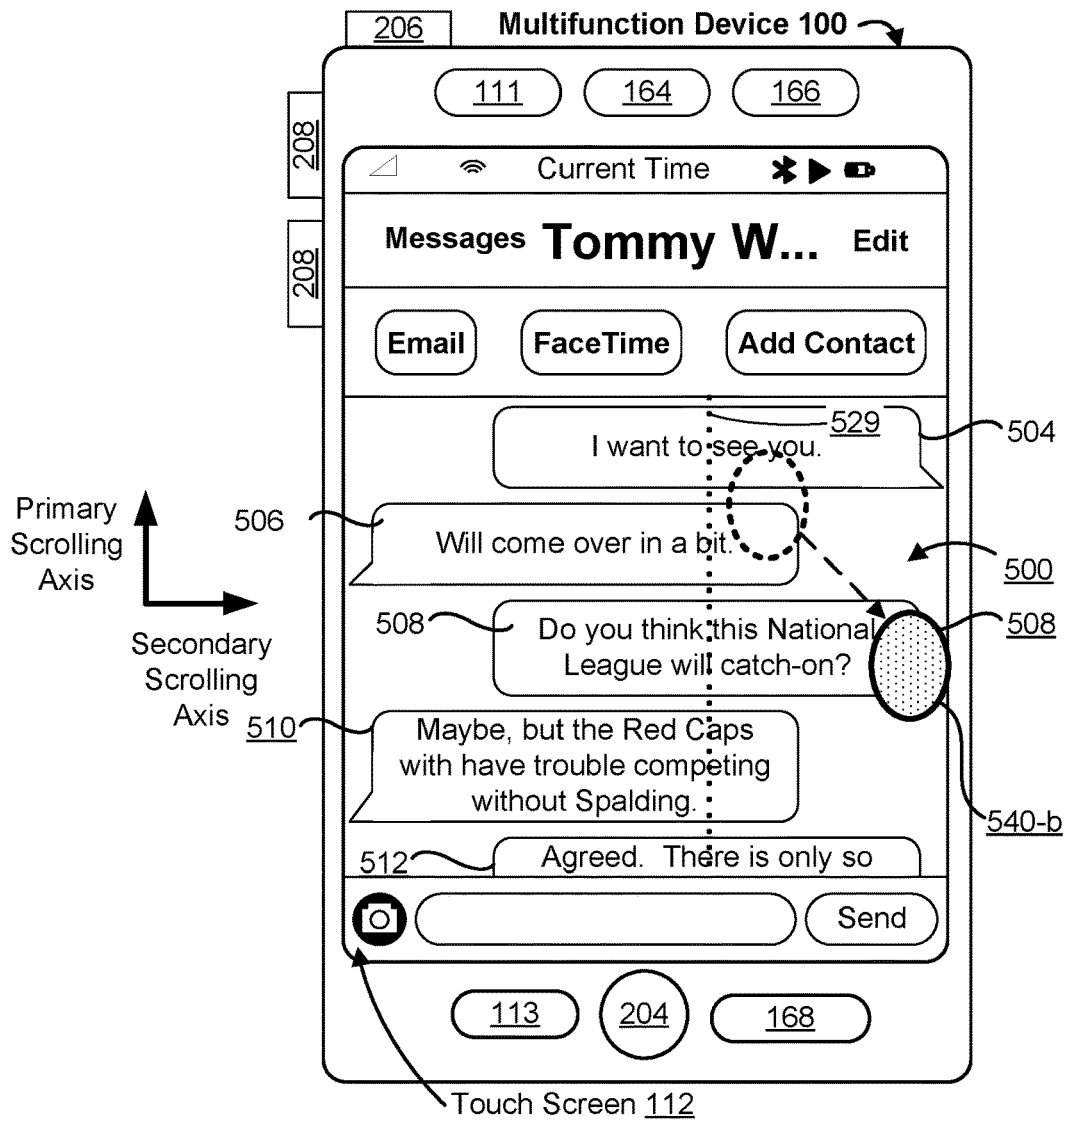 206
Multifunction Device 100
111
164
166
208
208
Current Time
Messages
Tommy W...
Edit
Email
FaceTime
Add Contact
529
504
I want to see you.
506
Will come over in a bit.
500
Primary
Scrolling
Axis
Secondary
Scrolling
Axis
508
Do you think this National
League will catch-on?
508
510
Maybe, but the Red Caps
with have trouble competing
without Spalding.
540-b
512
Agreed. There is only so
Send
113
204
168
Touch Screen 112